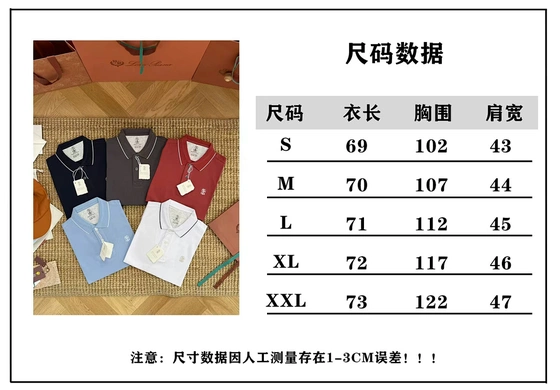 尺码数据
尺码 衣长 胸围 肩宽
S 69 102 43
M 70 107 44
L 71 112 45
XL 72 117 46
XXL 73 122 47
注意：尺寸数据因人工测量存在1-3CM误差！！！